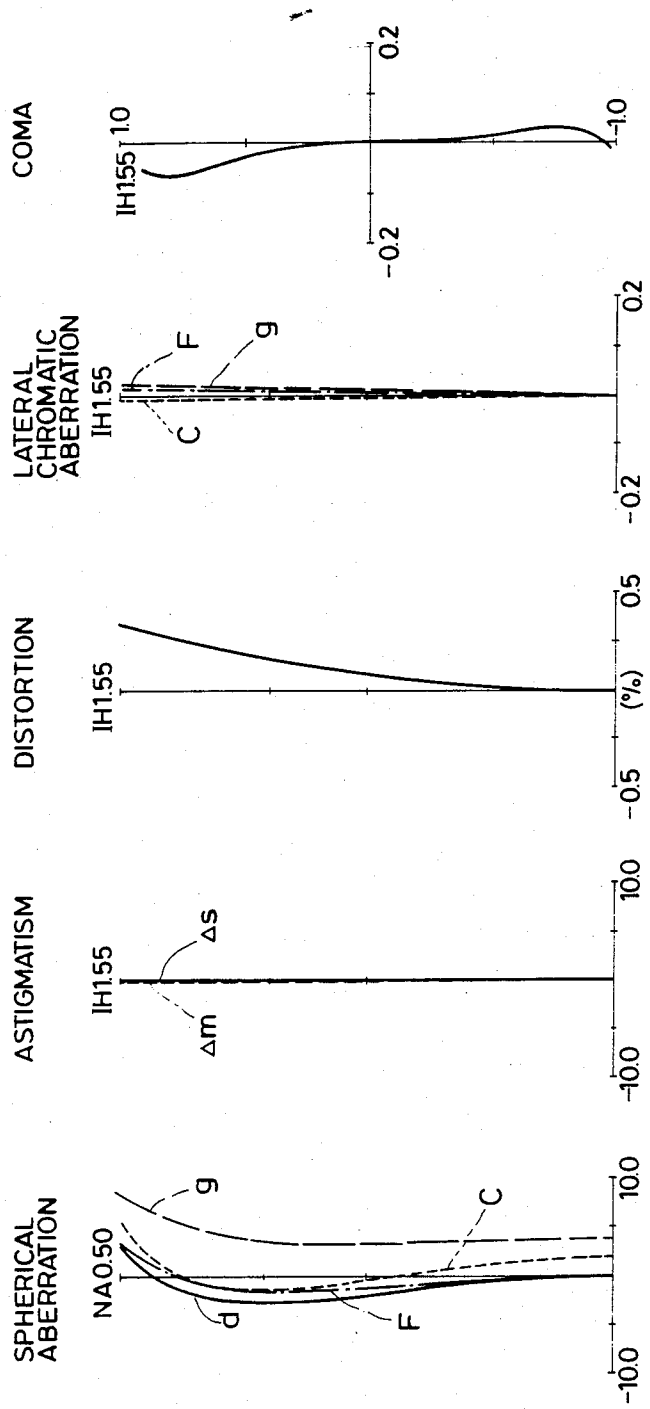 SPHERICAL
ABERRATION
NA0.50
d
F
g
C
-10.0
10.0
ASTIGMATISM
IH1.55
Δm
Δs
-10.0
10.0
DISTORTION
IH1.55
-0.5
(%)
0.5
LATERAL
CHROMATIC
ABERRATION
IH1.55
C
F
g
-0.2
0.2
COMA
IH1.55
1.0
-0.2
0.2
-1.0